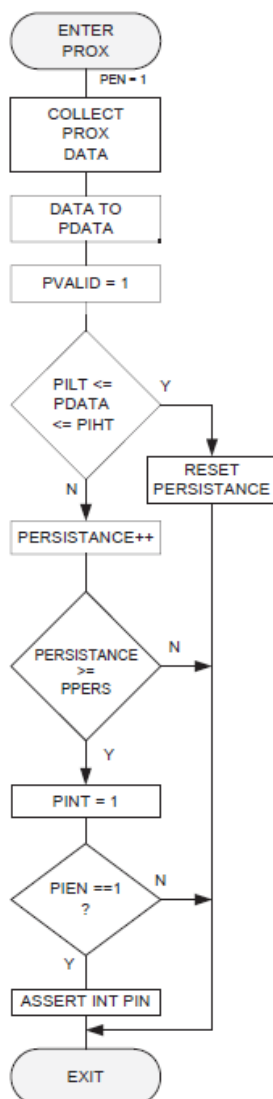 ENTER
PROX
PEN = 1
COLLECT
PROX
DATA
DATA TO
PDATA
PVALID = 1
PILT <=
PDATA
<= PIHT
Y
N
RESET
PERSISTANCE
PERSISTANCE++
PERSISTANCE
>=
PPERS
N
Y
PINT = 1
PIEN ==1
?
N
Y
ASSERT INT PIN
EXIT